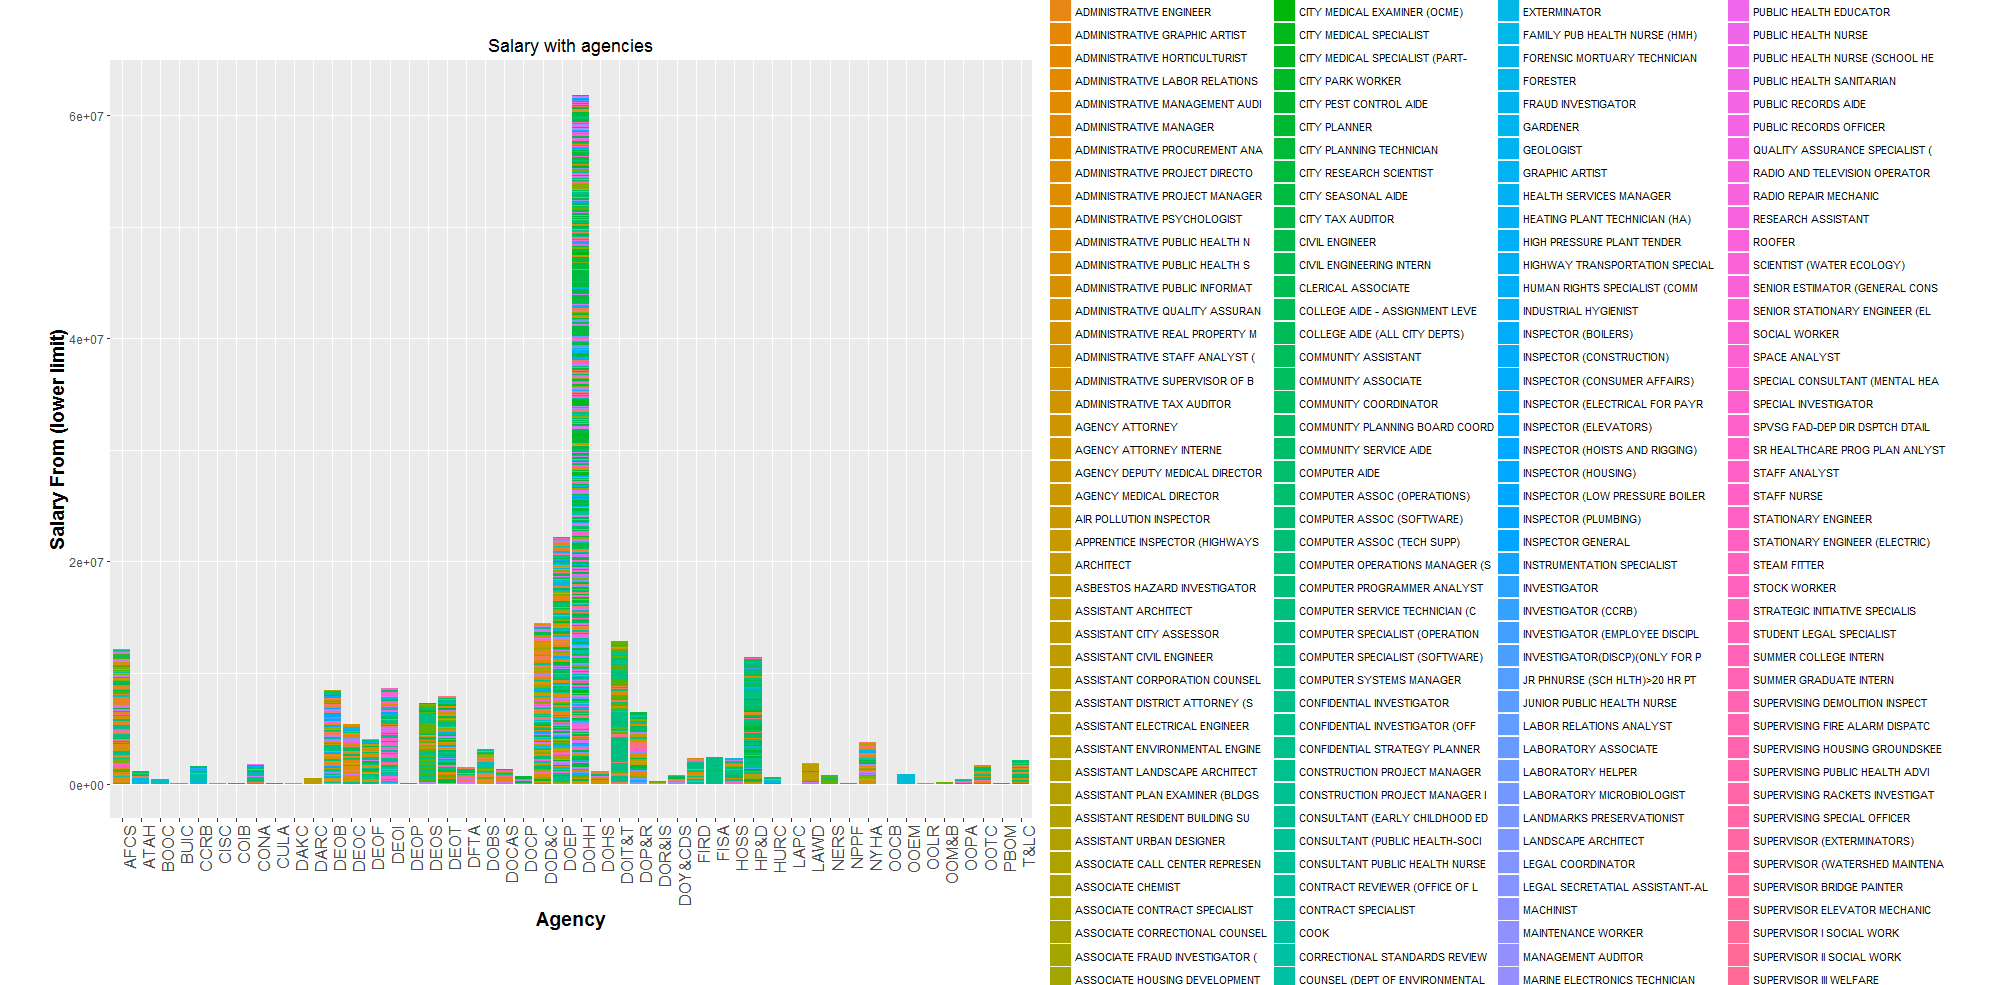 Salary with agencies
Salary From (lower limit)
6e+07
4e+07
2e+07
0e+00
AFCS
ATAH
BOOC
BUIC
CCRB
CISC
COIB
CONA
CULA
DAKC
DARC
DEOB
DEOC
DEOF
DEOI
DEOP
DEOS
DEOT
DFTA
DOBS
DOCAS
DOCP
DOD&C
DOEP
DOHH
DOHS
DOIT&T
DOP&R
DOR&IS
DOY&CDS
FIRD
FISA
HOSS
HP&D
HURC
LAPC
LAWD
NERS
NPPF
NYHA
OOCB
OOEM
OOLR
OOM&B
OOPA
OOTC
PBOM
T&LC
Agency
ADMINISTRATIVE ENGINEER
ADMINISTRATIVE GRAPHIC ARTIST
ADMINISTRATIVE HORTICULTURIST
ADMINISTRATIVE LABOR RELATIONS
ADMINISTRATIVE MANAGEMENT AUDI
ADMINISTRATIVE MANAGER
ADMINISTRATIVE PROCUREMENT ANA
ADMINISTRATIVE PROJECT DIRECTO
ADMINISTRATIVE PROJECT MANAGER
ADMINISTRATIVE PSYCHOLOGIST
ADMINISTRATIVE PUBLIC HEALTH N
ADMINISTRATIVE PUBLIC HEALTH S
ADMINISTRATIVE PUBLIC INFORMAT
ADMINISTRATIVE QUALITY ASSURAN
ADMINISTRATIVE REAL PROPERTY M
ADMINISTRATIVE STAFF ANALYST (
ADMINISTRATIVE SUPERVISOR OF B
ADMINISTRATIVE TAX AUDITOR
AGENCY ATTORNEY
AGENCY ATTORNEY INTERNE
AGENCY DEPUTY MEDICAL DIRECTOR
AGENCY MEDICAL DIRECTOR
AIR POLLUTION INSPECTOR
APPRENTICE INSPECTOR (HIGHWAYS
ARCHITECT
ASBESTOS HAZARD INVESTIGATOR
ASSISTANT ARCHITECT
ASSISTANT CITY ASSESSOR
ASSISTANT CIVIL ENGINEER
ASSISTANT CORPORATION COUNSEL
ASSISTANT DISTRICT ATTORNEY (S
ASSISTANT ELECTRICAL ENGINEER
ASSISTANT ENVIRONMENTAL ENGINE
ASSISTANT LANDSCAPE ARCHITECT
ASSISTANT PLAN EXAMINER (BLDGS
ASSISTANT RESIDENT BUILDING SU
ASSISTANT URBAN DESIGNER
ASSOCIATE CALL CENTER REPRESEN
ASSOCIATE CHEMIST
ASSOCIATE CONTRACT SPECIALIST
ASSOCIATE CORRECTIONAL COUNSEL
ASSOCIATE FRAUD INVESTIGATOR (
ASSOCIATE HOUSING DEVELOPMENT
CITY MEDICAL EXAMINER (OCME)
CITY MEDICAL SPECIALIST
CITY MEDICAL SPECIALIST (PART-
CITY PARK WORKER
CITY PEST CONTROL AIDE
CITY PLANNER
CITY PLANNING TECHNICIAN
CITY RESEARCH SCIENTIST
CITY SEASONAL AIDE
CITY TAX AUDITOR
CIVIL ENGINEER
CIVIL ENGINEERING INTERN
CLERICAL ASSOCIATE
COLLEGE AIDE - ASSIGNMENT LEVE
COLLEGE AIDE (ALL CITY DEPTS)
COMMUNITY ASSISTANT
COMMUNITY ASSOCIATE
COMMUNITY COORDINATOR
COMMUNITY PLANNING BOARD COORD
COMMUNITY SERVICE AIDE
COMPUTER AIDE
COMPUTER ASSOC (OPERATIONS)
COMPUTER ASSOC (SOFTWARE)
COMPUTER ASSOC (TECH SUPP)
COMPUTER OPERATIONS MANAGER (S
COMPUTER PROGRAMMER ANALYST
COMPUTER SERVICE TECHNICIAN (C
COMPUTER SPECIALIST (OPERATION
COMPUTER SPECIALIST (SOFTWARE)
COMPUTER SYSTEMS MANAGER
CONFIDENTIAL INVESTIGATOR
CONFIDENTIAL INVESTIGATOR (OFF
CONFIDENTIAL STRATEGY PLANNER
CONSTRUCTION PROJECT MANAGER
CONSTRUCTION PROJECT MANAGER I
CONSULTANT (EARLY CHILDHOOD ED
CONSULTANT (PUBLIC HEALTH-SOCI
CONSULTANT PUBLIC HEALTH NURSE
CONTRACT REVIEWER (OFFICE OF L
CONTRACT SPECIALIST
COOK
CORRECTIONAL STANDARDS REVIEW
COUNSEL (DEPT OF ENVIRONMENTAL
EXTERMINATOR
FAMILY PUB HEALTH NURSE (HMH)
FORENSIC MORTUARY TECHNICIAN
FORESTER
FRAUD INVESTIGATOR
GARDENER
GEOLOGIST
GRAPHIC ARTIST
HEALTH SERVICES MANAGER
HEATING PLANT TECHNICIAN (HA)
HIGH PRESSURE PLANT TENDER
HIGHWAY TRANSPORTATION SPECIAL
HUMAN RIGHTS SPECIALIST (COMM
INDUSTRIAL HYGIENIST
INSPECTOR (BOILERS)
INSPECTOR (CONSTRUCTION)
INSPECTOR (CONSUMER AFFAIRS)
INSPECTOR (ELECTRICAL FOR PAYR
INSPECTOR (ELEVATORS)
INSPECTOR (HOISTS AND RIGGING)
INSPECTOR (HOUSING)
INSPECTOR (LOW PRESSURE BOILER
INSPECTOR (PLUMBING)
INSPECTOR GENERAL
INSTRUMENTATION SPECIALIST
INVESTIGATOR
INVESTIGATOR (CCRB)
INVESTIGATOR (EMPLOYEE DISCIPL
INVESTIGATOR(DISCP)(ONLY FOR P
JR PHNURSE (SCH HLTH)>20 HR PT
JUNIOR PUBLIC HEALTH NURSE
LABOR RELATIONS ANALYST
LABORATORY ASSOCIATE
LABORATORY HELPER
LABORATORY MICROBIOLOGIST
LANDMARKS PRESERVATIONIST
LANDSCAPE ARCHITECT
LEGAL COORDINATOR
LEGAL SECRETATIAL ASSISTANT-AL
MACHINIST
MAINTENANCE WORKER
MANAGEMENT AUDITOR
MARINE ELECTRONICS TECHNICIAN
PUBLIC HEALTH EDUCATOR
PUBLIC HEALTH NURSE
PUBLIC HEALTH NURSE (SCHOOL HE
PUBLIC HEALTH SANITARIAN
PUBLIC RECORDS AIDE
PUBLIC RECORDS OFFICER
QUALITY ASSURANCE SPECIALIST (
RADIO AND TELEVISION OPERATOR
RADIO REPAIR MECHANIC
RESEARCH ASSISTANT
ROOFER
SCIENTIST (WATER ECOLOGY)
SENIOR ESTIMATOR (GENERAL CONS
SENIOR STATIONARY ENGINEER (EL
SOCIAL WORKER
SPACE ANALYST
SPECIAL CONSULTANT (MENTAL HEA
SPECIAL INVESTIGATOR
SPVSG FAD-DEP DIR DSPTCH DTAIL
SR HEALTHCARE PROG PLAN ANLYST
STAFF ANALYST
STAFF NURSE
STATIONARY ENGINEER
STATIONARY ENGINEER (ELECTRIC)
STEAM FITTER
STOCK WORKER
STRATEGIC INITIATIVE SPECIALIS
STUDENT LEGAL SPECIALIST
SUMMER COLLEGE INTERN
SUMMER GRADUATE INTERN
SUPERVISING DEMOLITION INSPECT
SUPERVISING FIRE ALARM DISPATC
SUPERVISING HOUSING GROUNDSKEE
SUPERVISING PUBLIC HEALTH ADVI
SUPERVISING RACKETS INVESTIGAT
SUPERVISING SPECIAL OFFICER
SUPERVISOR (EXTERMINATORS)
SUPERVISOR (WATERSHED MAINTENA
SUPERVISOR BRIDGE PAINTER
SUPERVISOR ELEVATOR MECHANIC
SUPERVISOR I SOCIAL WORK
SUPERVISOR II SOCIAL WORK
SUPERVISOR III WELFARE